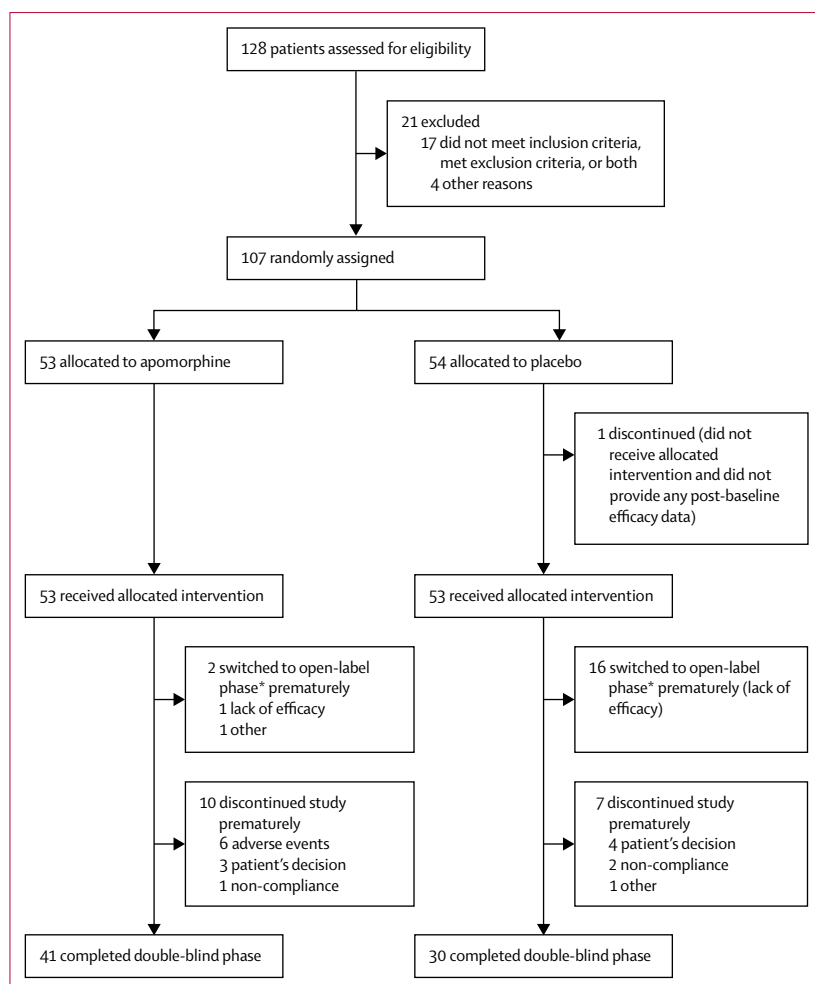 128 patients assessed for eligibility
21 excluded
17 did not meet inclusion criteria,
met exclusion criteria, or both
4 other reasons
107 randomly assigned
53 allocated to apomorphine
54 allocated to placebo
1 discontinued (did not
receive allocated
intervention and did not
provide any post-baseline
efficacy data)
53 received allocated intervention
53 received allocated intervention
2 switched to open-label
phase* prematurely
1 lack of efficacy
1 other
16 switched to open-label
phase* prematurely (lack of
efficacy)
10 discontinued study
prematurely
6 adverse events
3 patient's decision
1 non-compliance
7 discontinued study
prematurely
4 patient's decision
2 non-compliance
1 other
41 completed double-blind phase
30 completed double-blind phase